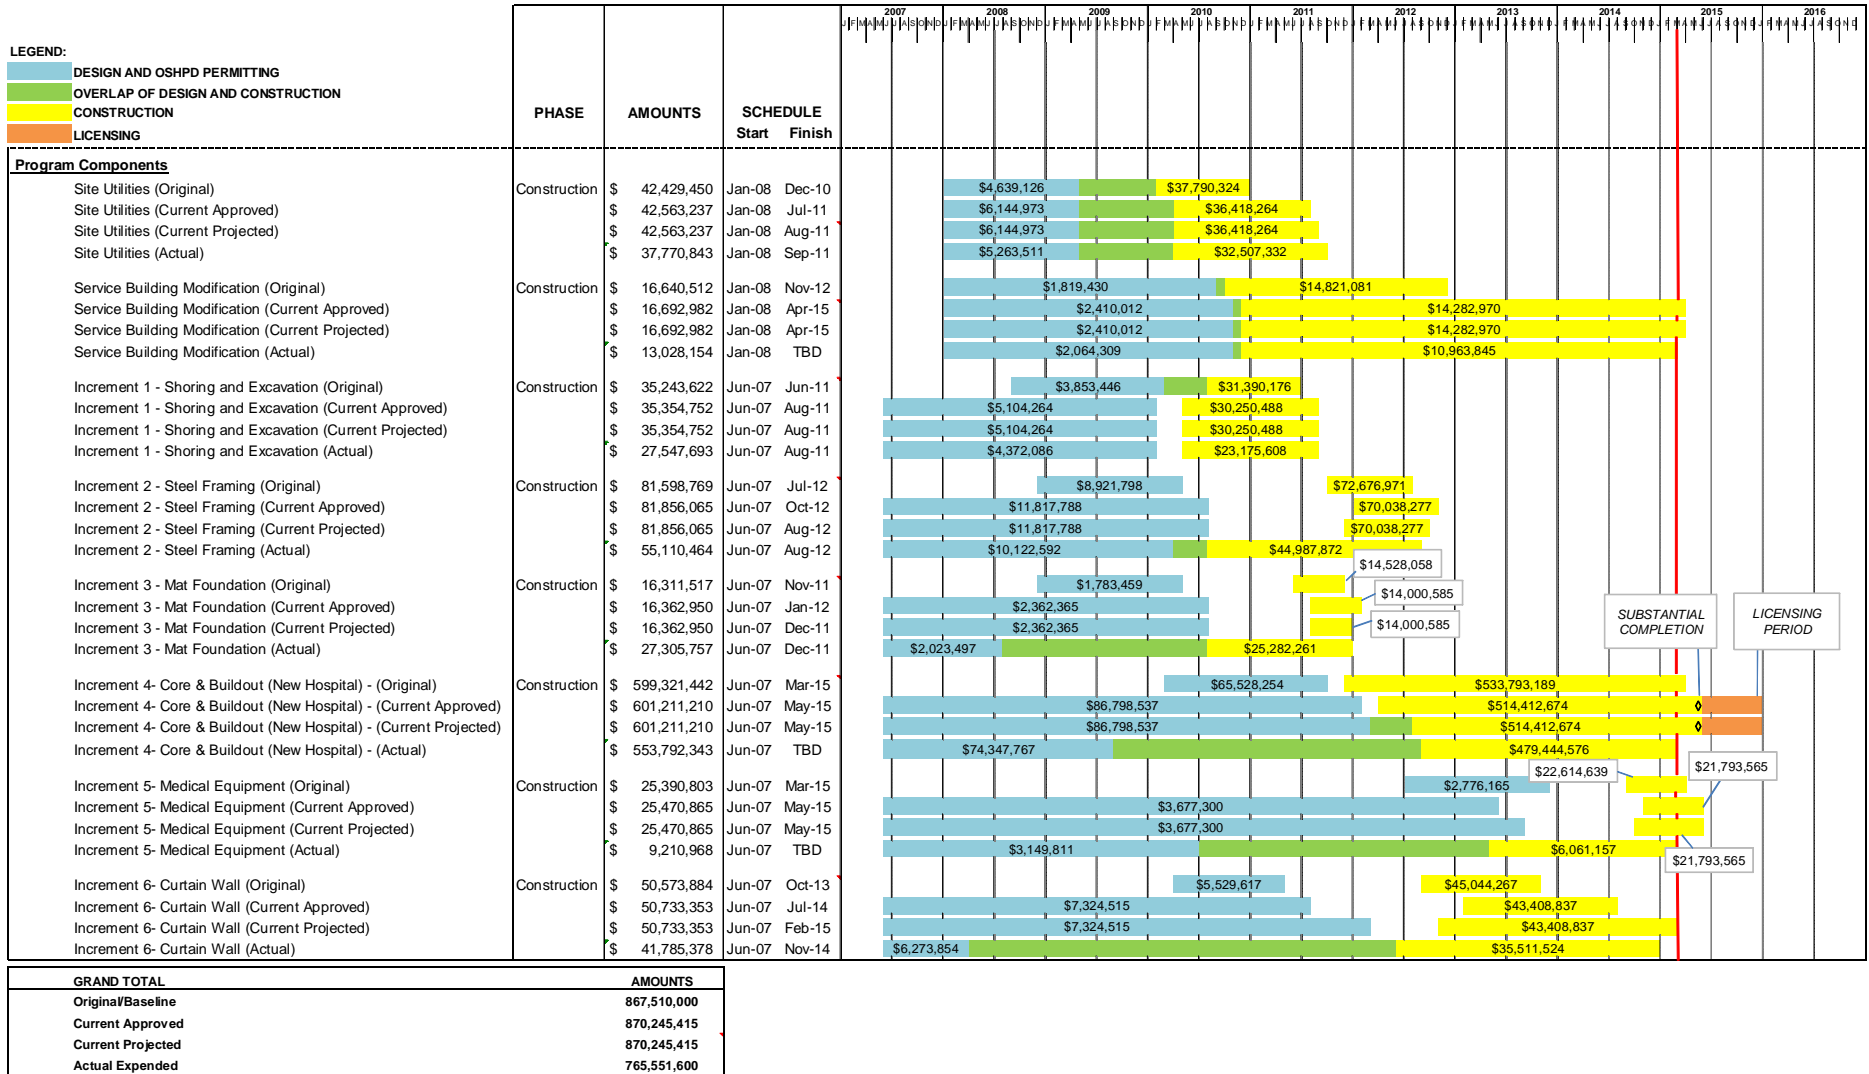 2007 2008 2009 2010 2011 2012 2013 2014 2015 2016
LEGEND:
DESIGN AND OSHPD PERMITTING
OVERLAP OF DESIGN AND CONSTRUCTION
CONSTRUCTION
LICENSING
PHASE AMOUNTS SCHEDULE
Start Finish
Program Components
Site Utilities (Original) Construction $ 42,429,450 Jan-08 Dec-10 $4,639,126 $37,790,324
Site Utilities (Current Approved) $ 42,563,237 Jan-08 Jul-11 $6,144,973 $36,418,264
Site Utilities (Current Projected) $ 42,563,237 Jan-08 Aug-11 $6,144,973 $36,418,264
Site Utilities (Actual) $ 37,770,843 Jan-08 Sep-11 $5,263,511 $32,507,332
Service Building Modification (Original) Construction $ 16,640,512 Jan-08 Nov-12 $1,819,430 $14,821,081
Service Building Modification (Current Approved) $ 16,692,982 Jan-08 Apr-15 $2,410,012 $14,282,970
Service Building Modification (Current Projected) $ 16,692,982 Jan-08 Apr-15 $2,410,012 $14,282,970
Service Building Modification (Actual) $ 13,028,154 Jan-08 TBD $2,064,309 $10,963,845
Increment 1 - Shoring and Excavation (Original) Construction $ 35,243,622 Jun-07 Jun-11 $3,853,446 $31,390,176
Increment 1 - Shoring and Excavation (Current Approved) $ 35,354,752 Jun-07 Aug-11 $5,104,264 $30,250,488
Increment 1 - Shoring and Excavation (Current Projected) $ 35,354,752 Jun-07 Aug-11 $5,104,264 $30,250,488
Increment 1 - Shoring and Excavation (Actual) $ 27,547,693 Jun-07 Aug-11 $4,372,086 $23,175,608
Increment 2 - Steel Framing (Original) Construction $ 81,598,769 Jun-07 Jul-12 $8,921,798 $72,676,971
Increment 2 - Steel Framing (Current Approved) $ 81,856,065 Jun-07 Oct-12 $11,817,788 $70,038,277
Increment 2 - Steel Framing (Current Projected) $ 81,856,065 Jun-07 Aug-12 $11,817,788 $70,038,277
Increment 2 - Steel Framing (Actual) $ 55,110,464 Jun-07 Aug-12 $10,122,592 $44,987,872
Increment 3 - Mat Foundation (Original) Construction $ 16,311,517 Jun-07 Nov-11 $1,783,459 $14,528,058
Increment 3 - Mat Foundation (Current Approved) $ 16,362,950 Jun-07 Jan-12 $2,362,365 $14,000,585
Increment 3 - Mat Foundation (Current Projected) $ 16,362,950 Jun-07 Dec-11 $2,362,365 $14,000,585
Increment 3 - Mat Foundation (Actual) $ 27,305,757 Jun-07 Dec-11 $2,023,497 $25,282,261
SUBSTANTIAL
COMPLETION
LICENSING
PERIOD
Increment 4- Core & Buildout (New Hospital) - (Original) Construction $ 599,321,442 Jun-07 Mar-15 $65,528,254 $533,793,189
Increment 4- Core & Buildout (New Hospital) - (Current Approved) $ 601,211,210 Jun-07 May-15 $86,798,537 $514,412,674
Increment 4- Core & Buildout (New Hospital) - (Current Projected) $ 601,211,210 Jun-07 May-15 $86,798,537 $514,412,674
Increment 4- Core & Buildout (New Hospital) - (Actual) $ 553,792,343 Jun-07 TBD $74,347,767 $479,444,576
Increment 5- Medical Equipment (Original) Construction $ 25,390,803 Jun-07 Mar-15 $2,776,165 $22,614,639
Increment 5- Medical Equipment (Current Approved) $ 25,470,865 Jun-07 May-15 $3,677,300 $21,793,565
Increment 5- Medical Equipment (Current Projected) $ 25,470,865 Jun-07 May-15 $3,677,300 $21,793,565
Increment 5- Medical Equipment (Actual) $ 9,210,968 Jun-07 TBD $3,149,811 $6,061,157
Increment 6- Curtain Wall (Original) Construction $ 50,573,884 Jun-07 Oct-13 $5,529,617 $45,044,267
Increment 6- Curtain Wall (Current Approved) $ 50,733,353 Jun-07 Jul-14 $7,324,515 $43,408,837
Increment 6- Curtain Wall (Current Projected) $ 50,733,353 Jun-07 Feb-15 $7,324,515 $43,408,837
Increment 6- Curtain Wall (Actual) $ 41,785,378 Jun-07 Nov-14 $6,273,854 $35,511,524
GRAND TOTAL AMOUNTS
Original/Baseline 867,510,000
Current Approved 870,245,415
Current Projected 870,245,415
Actual Expended 765,551,600